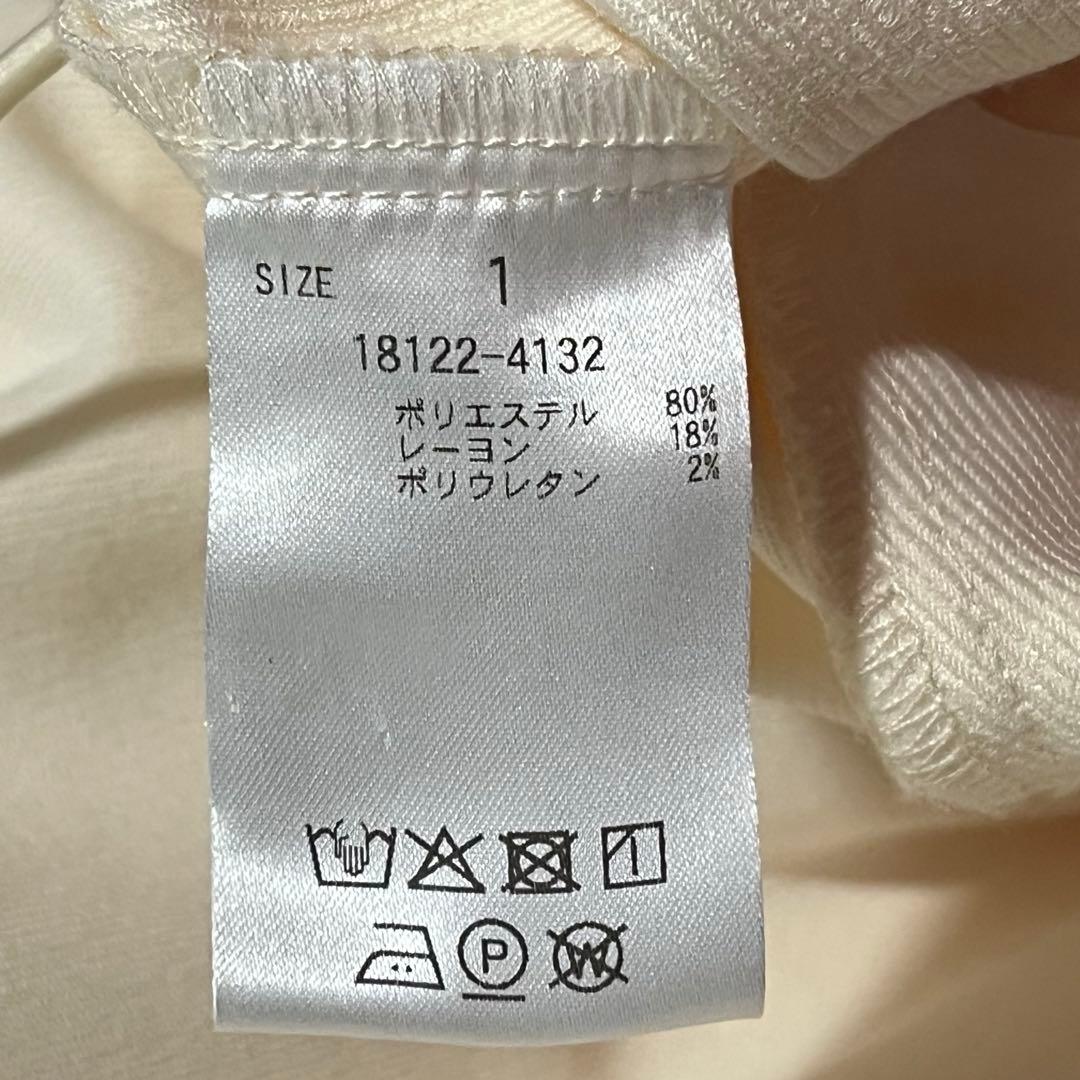 SIZE 1
18122-4132
ポリエステル 80%
レーヨン 18%
ポリウレタン 2%
P W